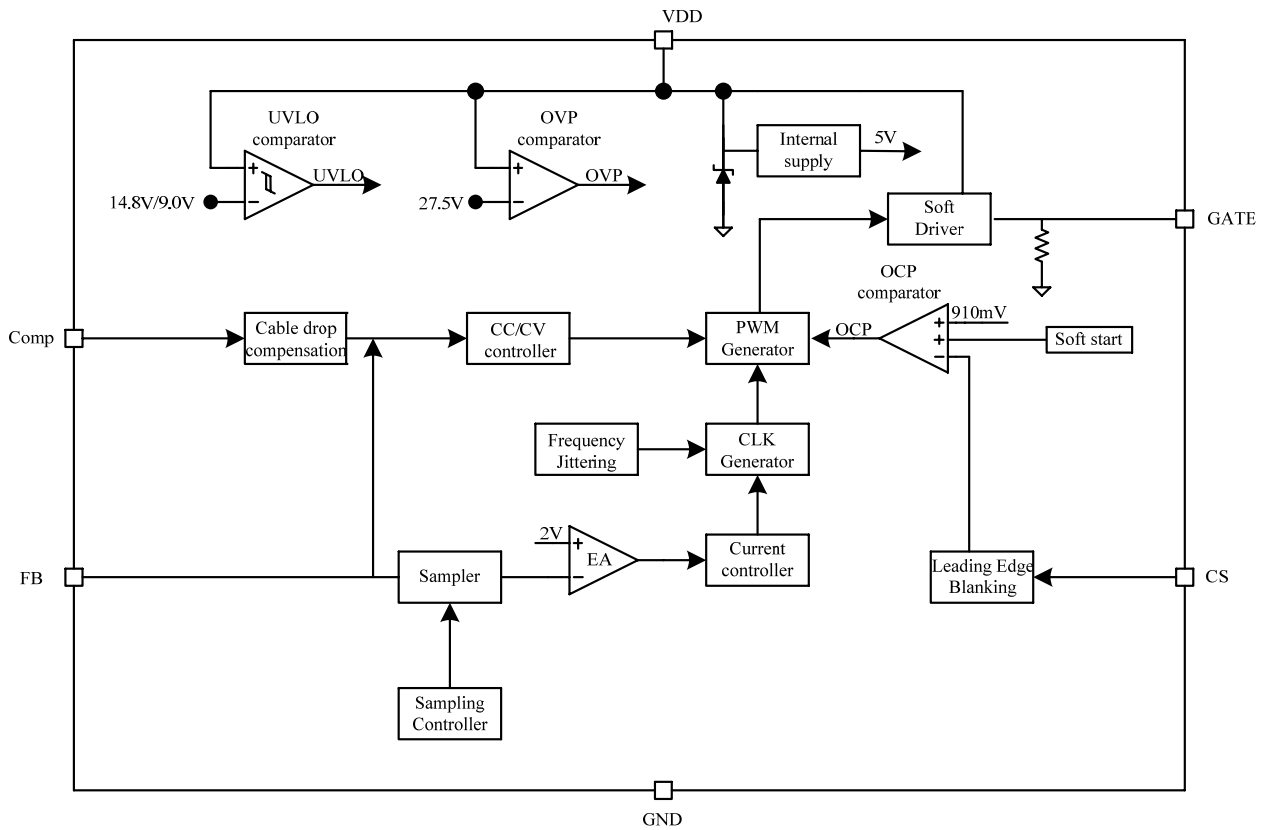 VDD
UVLO
comparator
+
−
UVLO
14.8V/9.0V
OVP
comparator
+
−
OVP
27.5V
Internal
supply
5V
Soft
Driver
GATE
OCP
comparator
Comp
Cable drop
compensation
CC/CV
controller
PWM
Generator
OCP
+
+
−
910mV
Soft start
Frequency
Jittering
CLK
Generator
2V
+
−
EA
Current
controller
FB
Sampler
Leading Edge
Blanking
CS
Sampling
Controller
GND